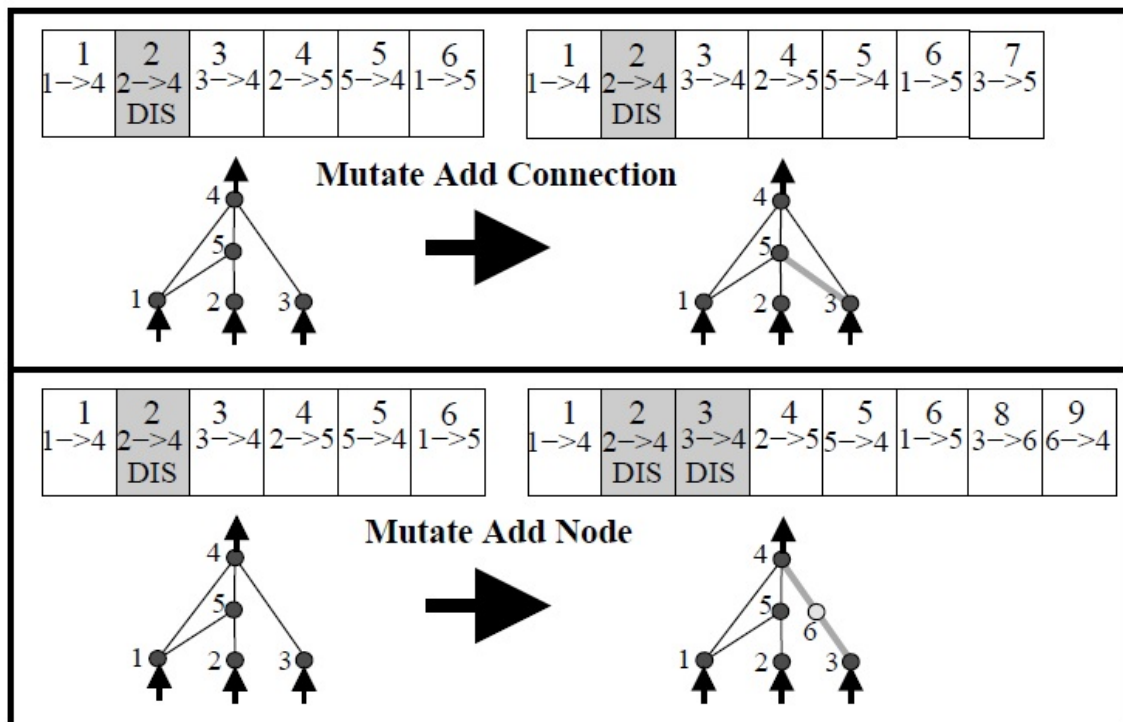 1 2 3 4 5 6
1->4 2->4 3->4 2->5 5->4 1->5
DIS
1 2 3 4 5 6 7
1->4 2->4 3->4 2->5 5->4 1->5 3->5
DIS
Mutate Add Connection
4
5
1 2 3
4
5
1 2 3
1 2 3 4 5 6
1->4 2->4 3->4 2->5 5->4 1->5
DIS
1 2 3 4 5 6 8 9
1->4 2->4 3->4 2->5 5->4 1->5 3->6 6->4
DIS DIS
Mutate Add Node
4
5
1 2 3
4
5 6
1 2 3